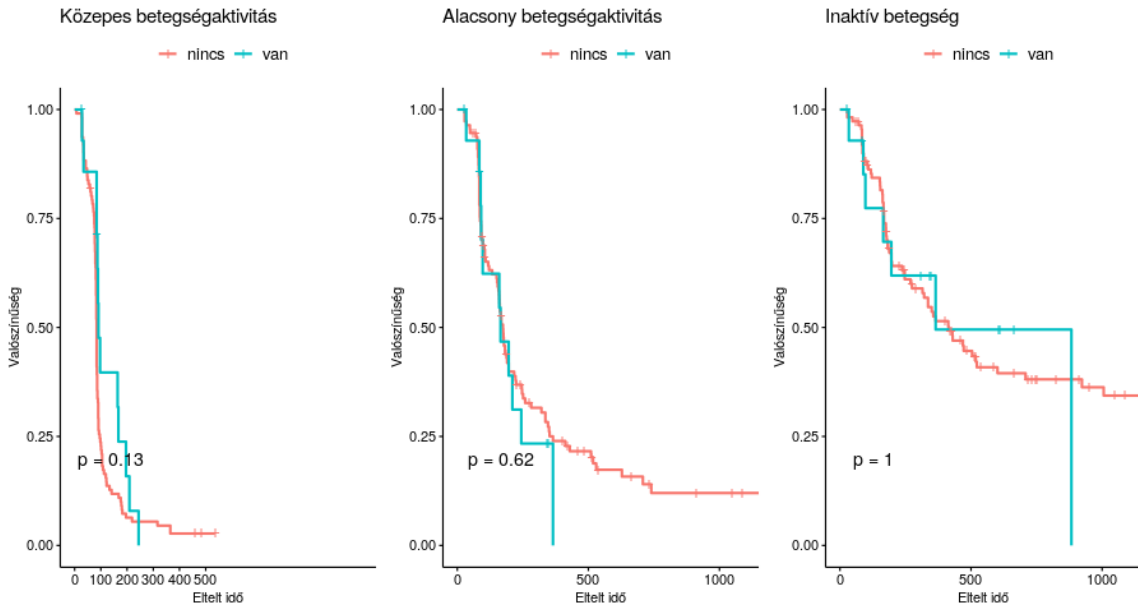 Közepes betegségaktivitás
nincs van
1.00
0.75
0.50
0.25
0.00
Valószínűség
p = 0.13
0 100 200 300 400 500
Eltelt idő
Alacsony betegségaktivitás
nincs van
1.00
0.75
0.50
0.25
0.00
Valószínűség
p = 0.62
0 500 1000
Eltelt idő
Inaktív betegség
nincs van
1.00
0.75
0.50
0.25
0.00
Valószínűség
p = 1
0 500 1000
Eltelt idő